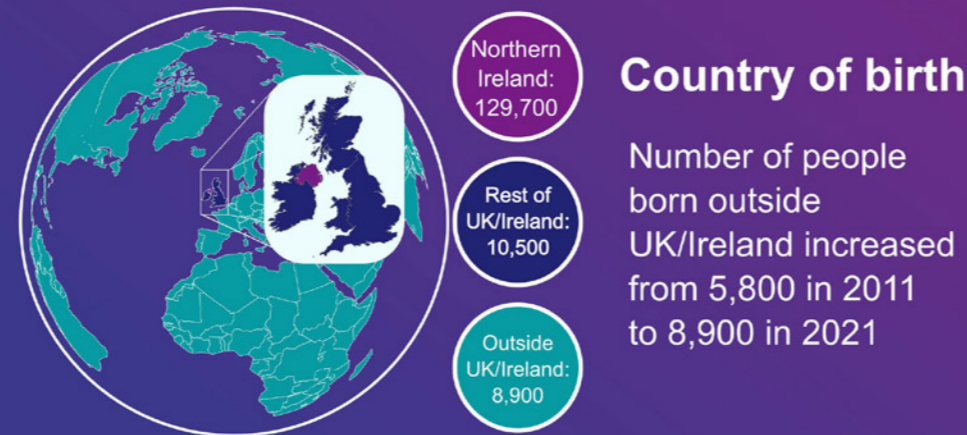 Northern
Ireland:
129,700
Country of birth
Rest of
UK/Ireland:
10,500
Number of people
born outside
UK/Ireland increased
from 5,800 in 2011
to 8,900 in 2021
Outside
UK/Ireland:
8,900